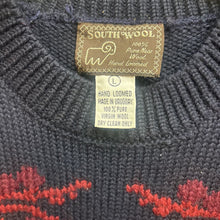 SOUTH WOOL
100%
Pure New
Wool
Hand Loomed
L
HAND LOOMED
MADE IN URUGUAY
100% PURE
VIRGIN WOOL
DRY CLEAN ONLY